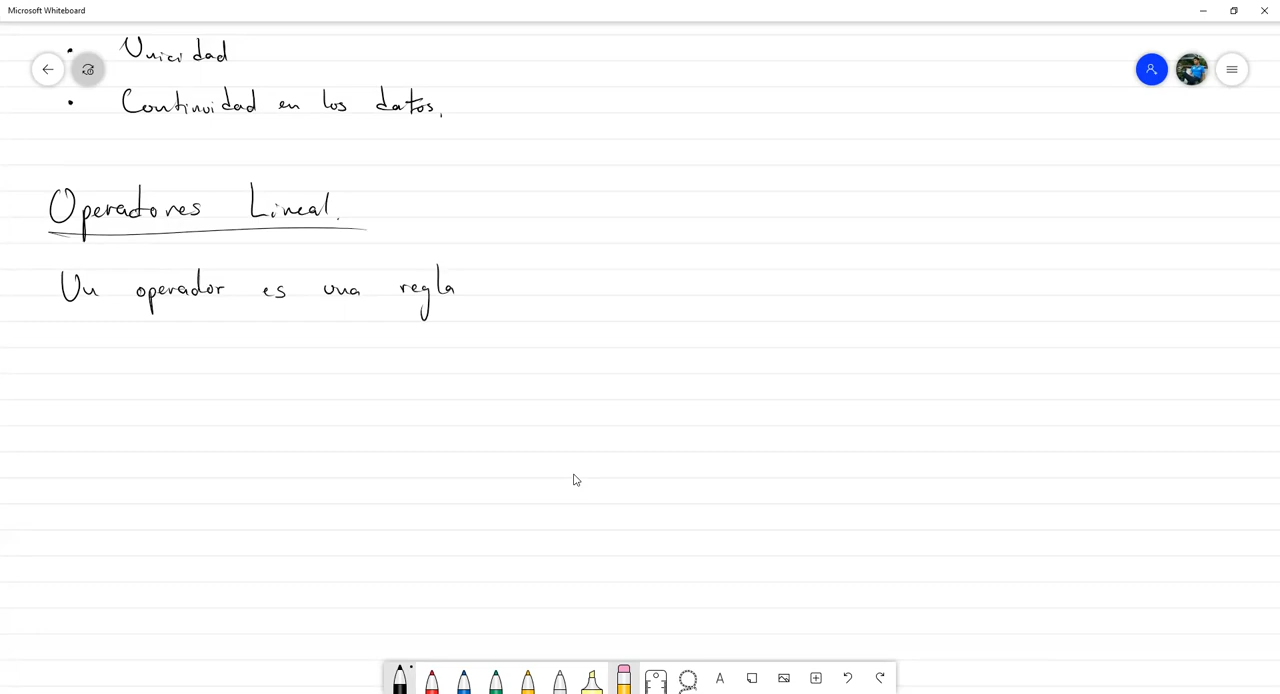 Microsoft Whiteboard
• Unicidad
• Continuidad en los datos.
Operadores Lineal.
Un operador es una regla